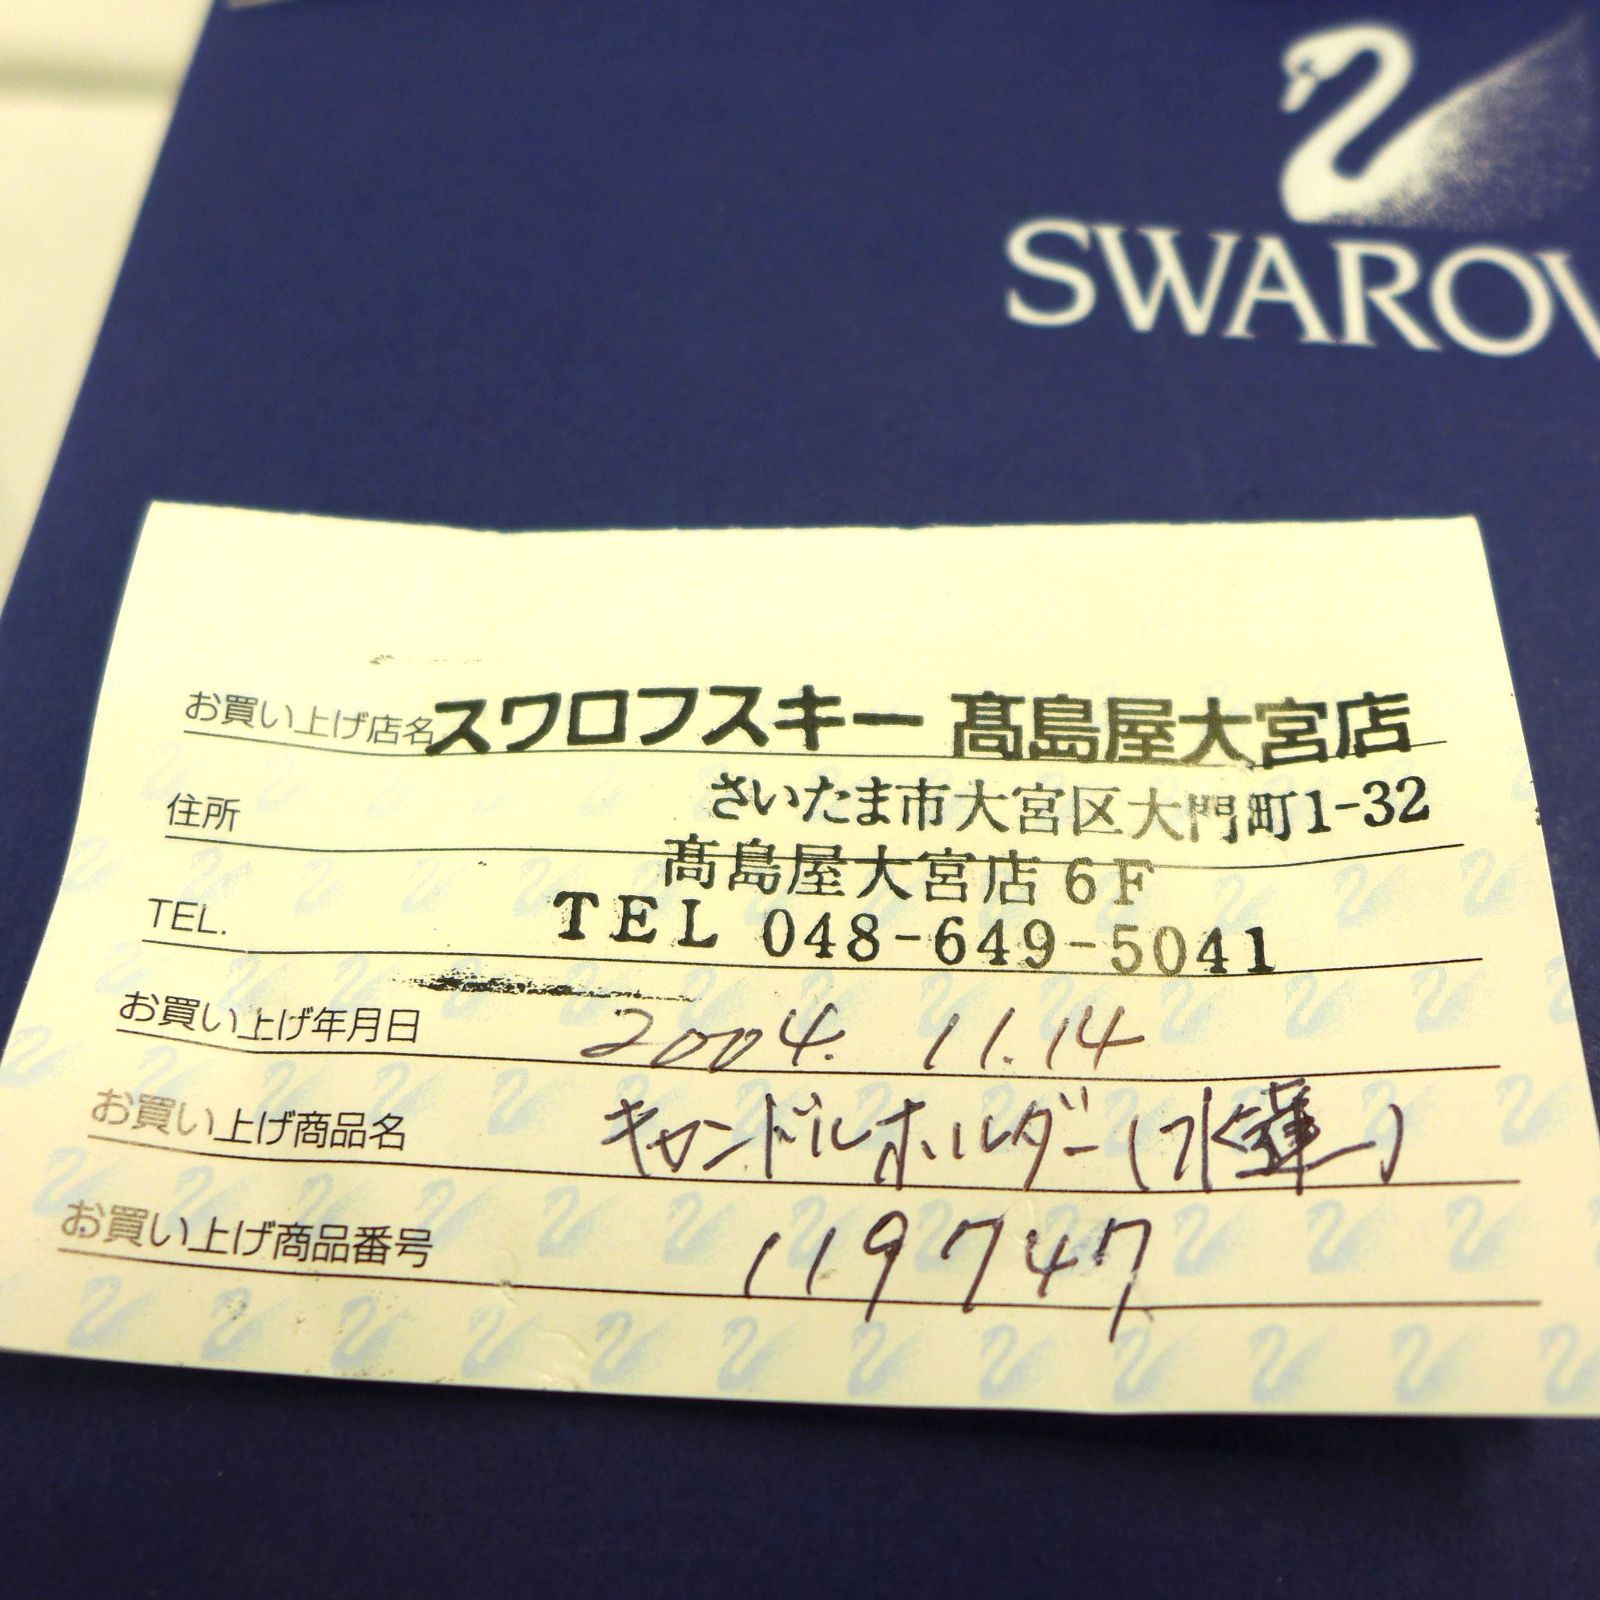 SWAROV
お買い上げ店名 スワロフスキー 髙島屋大宮店
住所 さいたま市大宮区大門町1-32
髙島屋大宮店 6F
TEL. TEL 048-649-5041
お買い上げ年月日 2004. 11.14
お買い上げ商品名 キャンドルホルダー(水蓮)
お買い上げ商品番号 119747